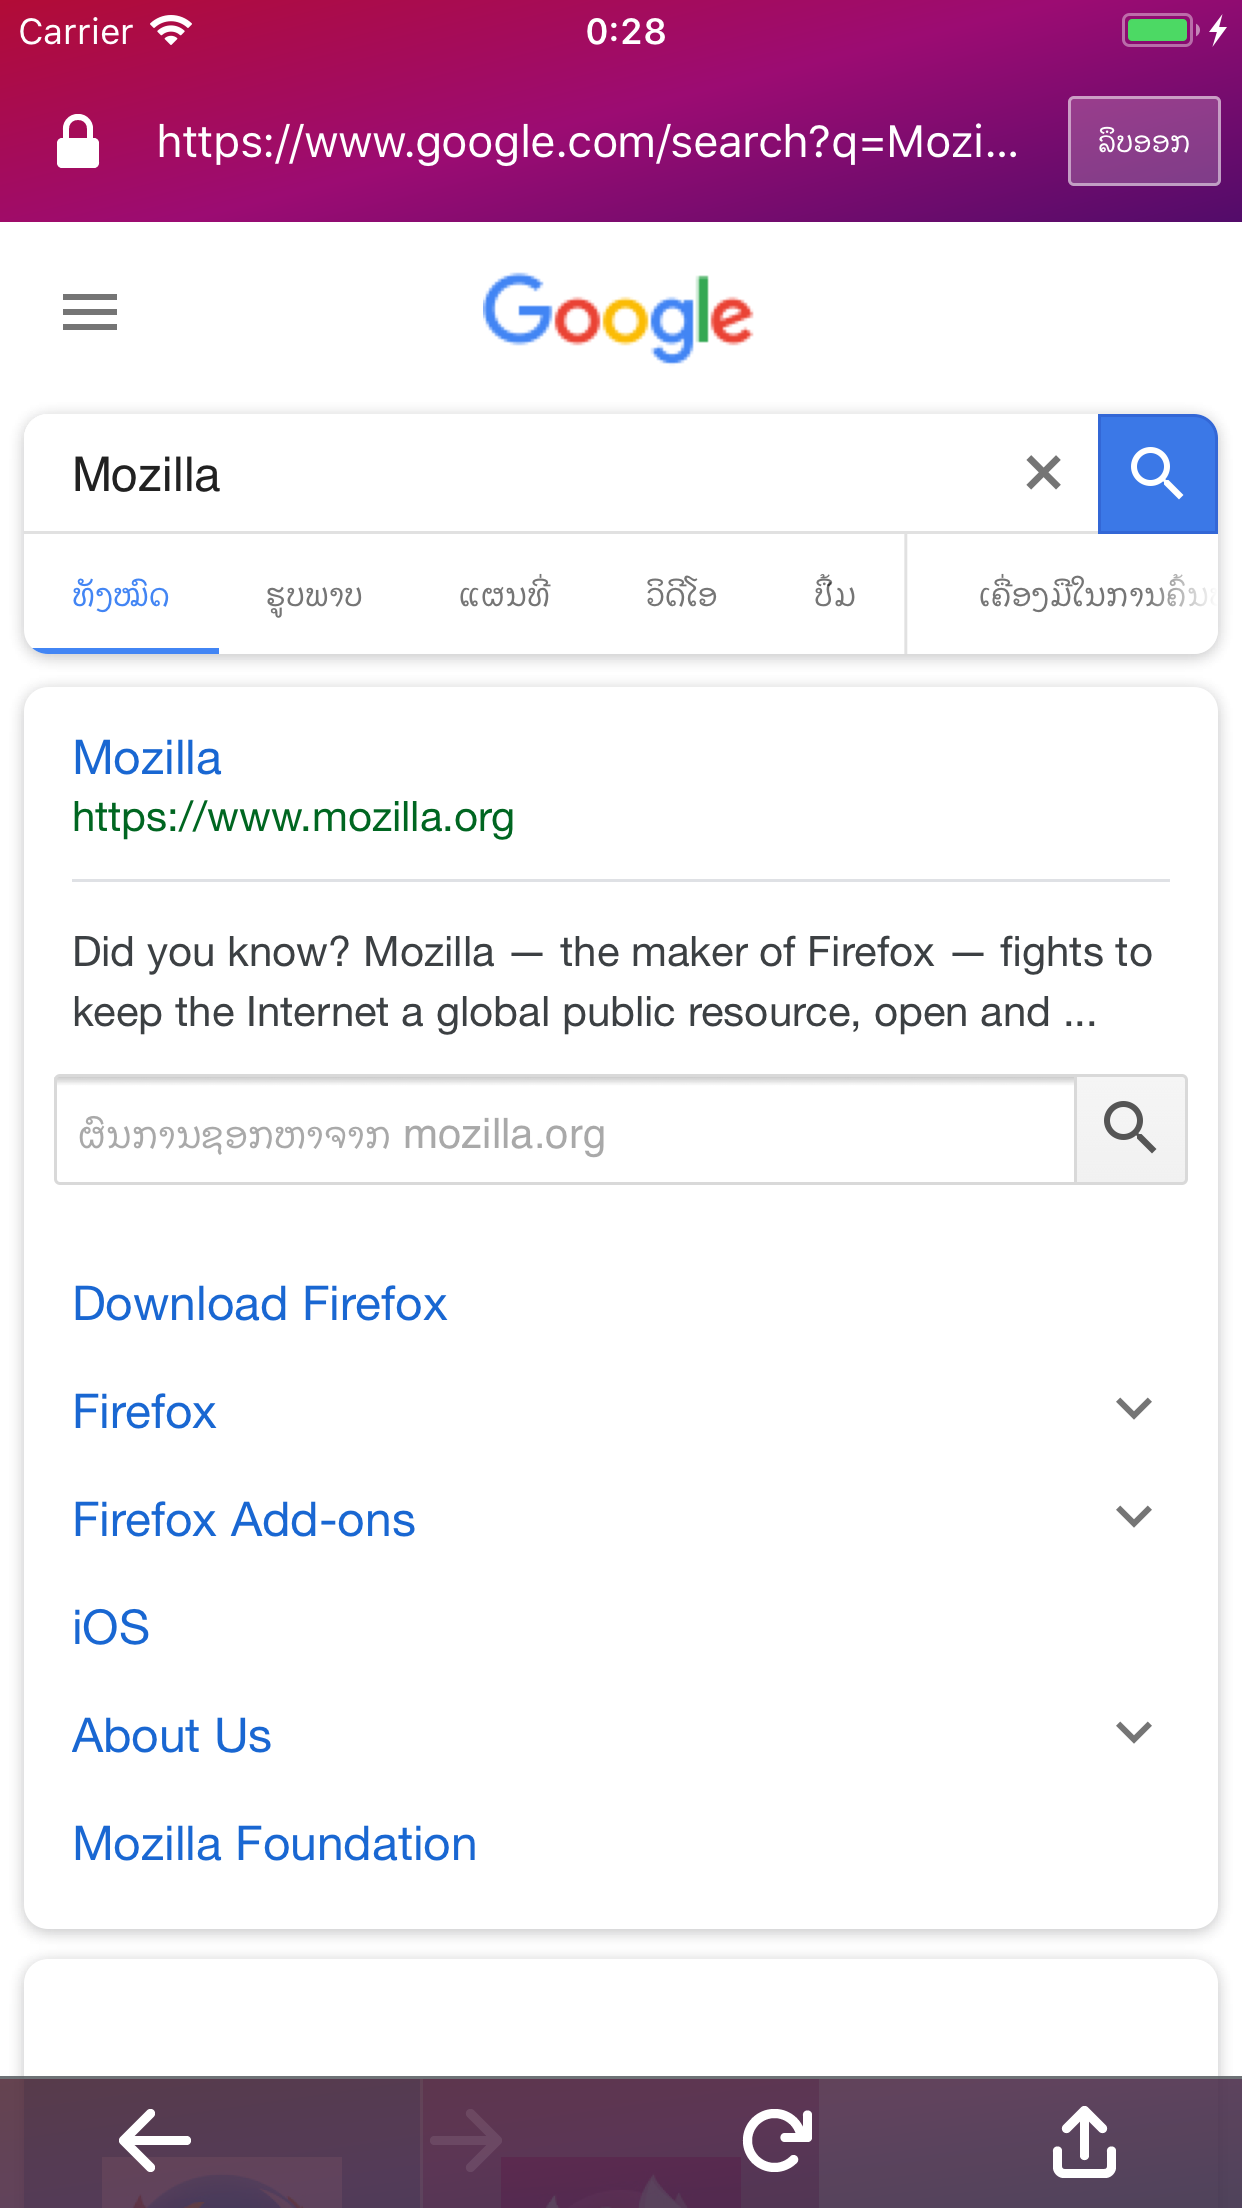 Carrier 0:28
https://www.google.com/search?q=Mozi... ລຶບອອກ
Google
Mozilla
ທັງໝົດ ຮູບພາບ ແຜນທີ່ ວິດີໂອ ປຶ້ມ ເຄື່ອງມືໃນການຄົ້ນ
Mozilla
https://www.mozilla.org
Did you know? Mozilla — the maker of Firefox — fights to
keep the Internet a global public resource, open and ...
ຜົນການຊອກຫາຈາກ mozilla.org
Download Firefox
Firefox
Firefox Add-ons
iOS
About Us
Mozilla Foundation